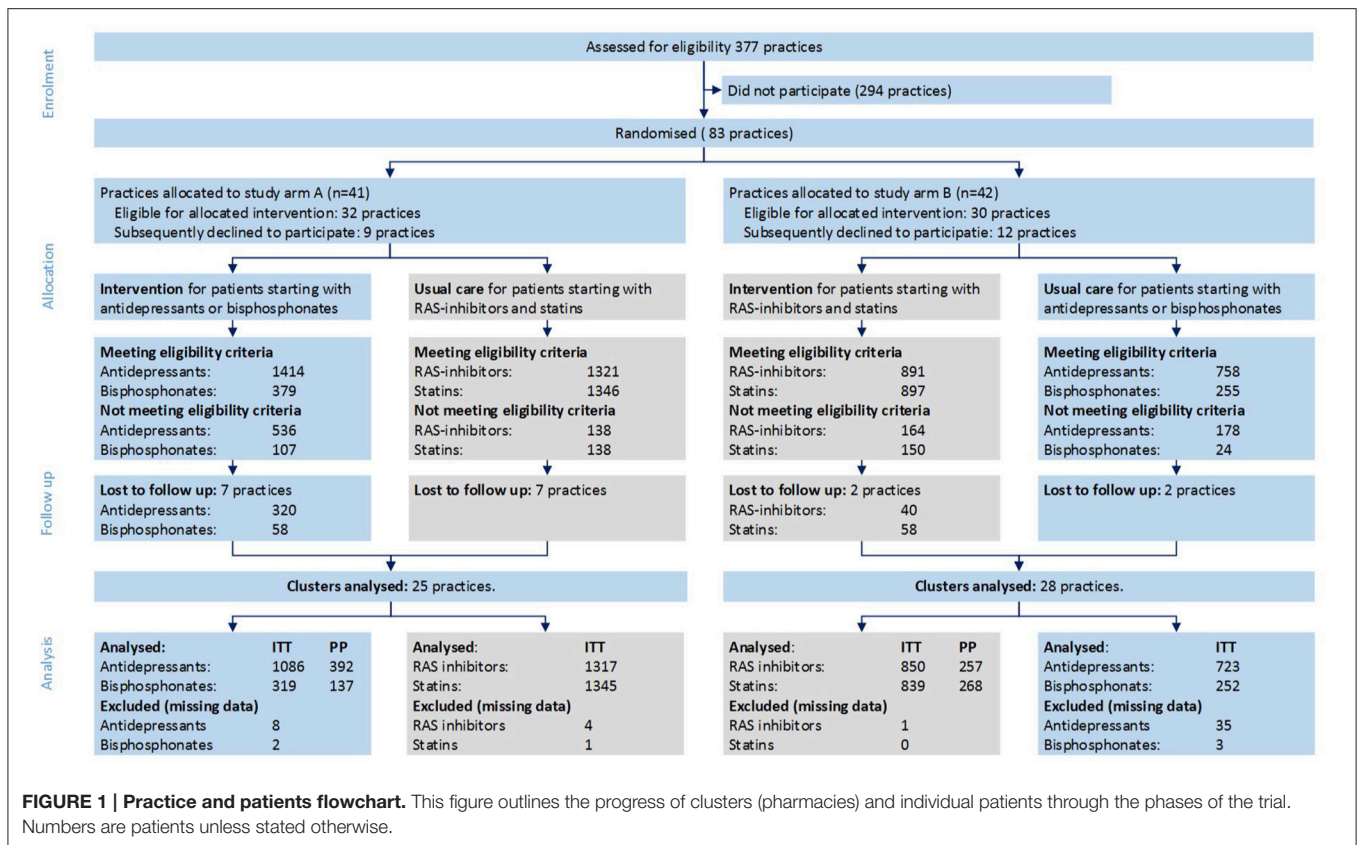 Enrolment
Assessed for eligibility 377 practices
Did not participate (294 practices)
Randomised ( 83 practices)
Allocation
Practices allocated to study arm A (n=41)
Eligible for allocated intervention: 32 practices
Subsequently declined to participate: 9 practices
Practices allocated to study arm B (n=42)
Eligible for allocated intervention: 30 practices
Subsequently declined to participatie: 12 practices
Intervention for patients starting with
antidepressants or bisphosphonates
Usual care for patients starting with
RAS-inhibitors and statins
Intervention for patients starting with
RAS-inhibitors and statins
Usual care for patients starting with
antidepressants or bisphosphonates
Meeting eligibility criteria
Antidepressants: 1414
Bisphosphonates: 379
Not meeting eligibility criteria
Antidepressants: 536
Bisphosphonates: 107
Meeting eligibility criteria
RAS-inhibitors: 1321
Statins: 1346
Not meeting eligibility criteria
RAS-inhibitors: 138
Statins: 138
Meeting eligibility criteria
RAS-inhibitors: 891
Statins: 897
Not meeting eligibility criteria
RAS-inhibitors: 164
Statins: 150
Meeting eligibility criteria
Antidepressants: 758
Bisphosphonates: 255
Not meeting eligibility criteria
Antidepressants: 178
Bisphosphonates: 24
Follow up
Lost to follow up: 7 practices
Antidepressants: 320
Bisphosphonates: 58
Lost to follow up: 7 practices
Lost to follow up: 2 practices
RAS-inhibitors: 40
Statins: 58
Lost to follow up: 2 practices
Clusters analysed: 25 practices.
Clusters analysed: 28 practices.
Analysis
Analysed: ITT PP
Antidepressants: 1086 392
Bisphosphonates: 319 137
Excluded (missing data)
Antidepressants 8
Bisphosphonates 2
Analysed: ITT
RAS inhibitors: 1317
Statins: 1345
Excluded (missing data)
RAS inhibitors 4
Statins 1
Analysed: ITT PP
RAS inhibitors: 850 257
Statins: 839 268
Excluded (missing data)
RAS inhibitors 1
Statins 0
Analysed: ITT
Antidepressants: 723
Bisphosphonats: 252
Excluded (missing data)
Antidepressants 35
Bisphosphonates: 3
FIGURE 1 | Practice and patients flowchart. This figure outlines the progress of clusters (pharmacies) and individual patients through the phases of the trial.
Numbers are patients unless stated otherwise.